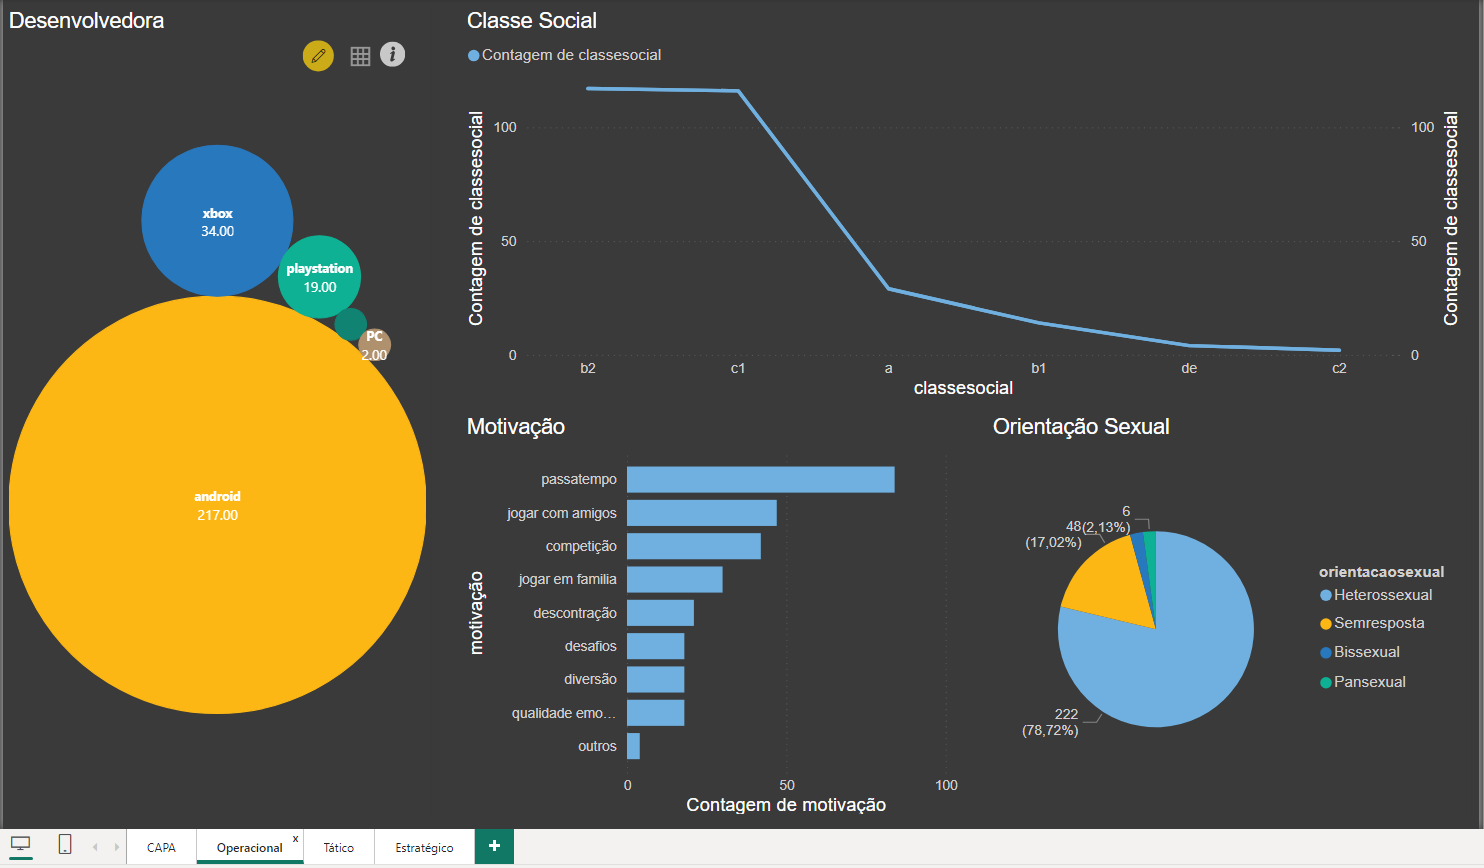 Desenvolvedora
xbox
34.00
playstation
19.00
PC
2.00
android
217.00
Classe Social
Contagem de classesocial
Contagem de classesocial
100
50
0
b2
c1
a
b1
de
c2
100
50
0
Contagem de classesocial
classesocial
Motivação
motivação
passatempo
jogar com amigos
competição
jogar em familia
descontração
desafios
diversão
qualidade emo...
outros
0
50
100
Contagem de motivação
Orientação Sexual
6
(2,13%)
48
(17,02%)
222
(78,72%)
orientacaosexual
Heterossexual
Semresposta
Bissexual
Pansexual
CAPA
Operacional
x
Tático
Estratégico
+